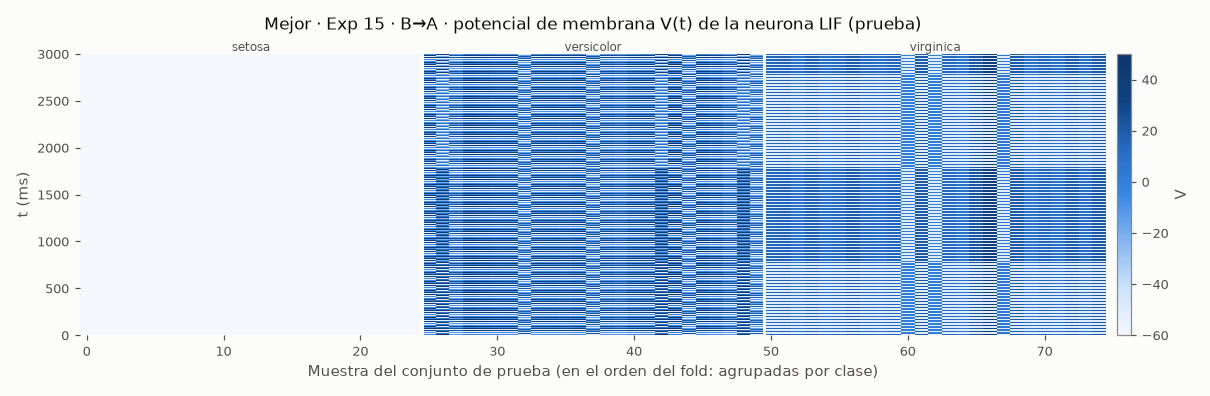 Mejor · Exp 15 · B→A · potencial de membrana V(t) de la neurona LIF (prueba)
setosa versicolor virginica
3000
2500
2000
1500
1000
500
0
t (ms)
0 10 20 30 40 50 60 70
Muestra del conjunto de prueba (en el orden del fold: agrupadas por clase)
40
20
0
−20
−40
−60
V